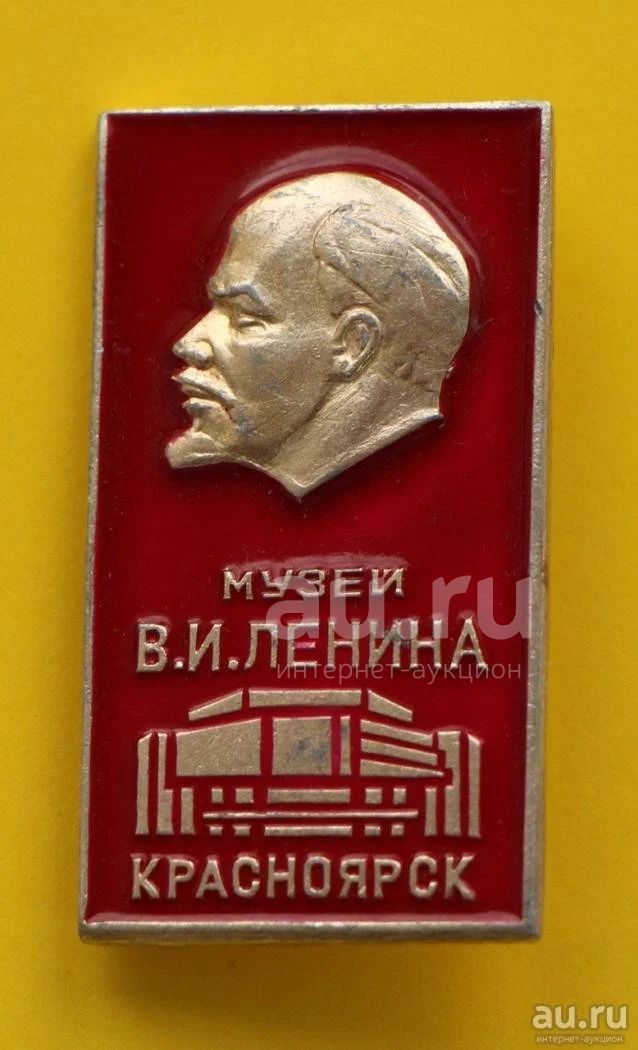 МУЗЕЙ
В.И.ЛЕНИНА
КРАСНОЯРСК
au.ru
интернет-аукцион
au.ru
интернет-аукцион